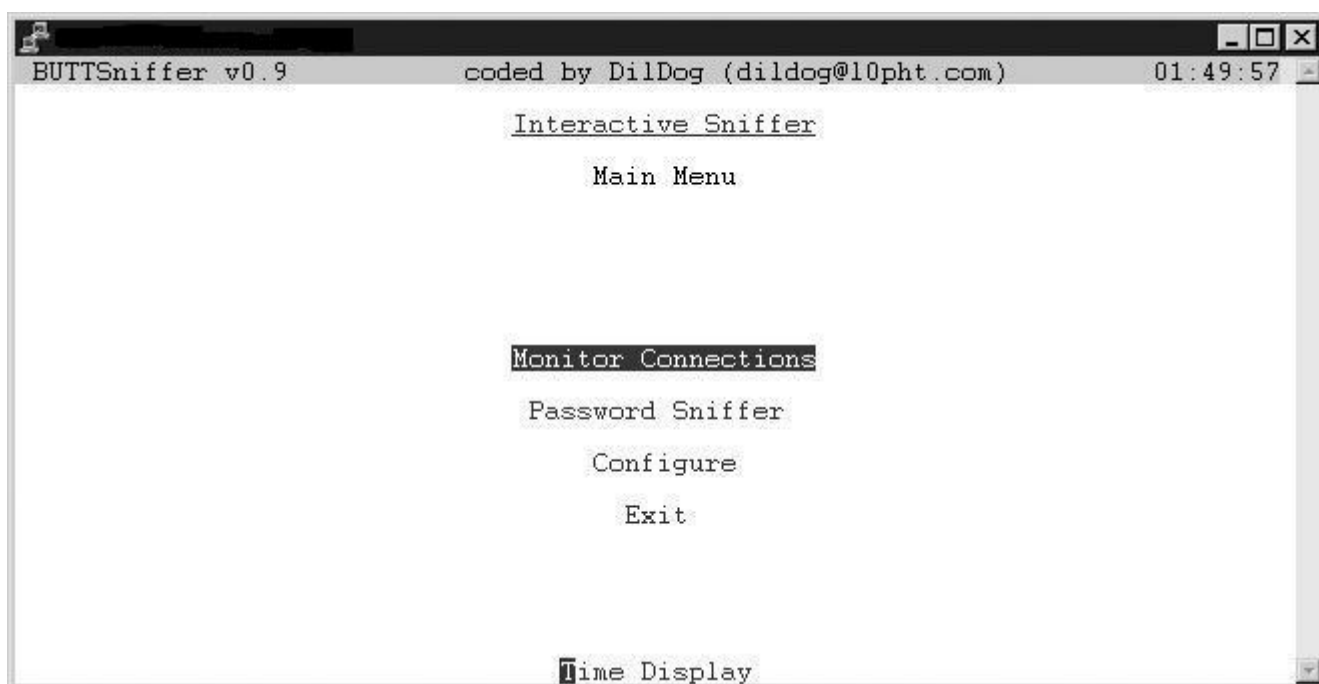 BUTTSniffer v0.9 coded by DilDog (dildog@l0pht.com) 01:49:57
Interactive Sniffer
Main Menu
Monitor Connections
Password Sniffer
Configure
Exit
Time Display